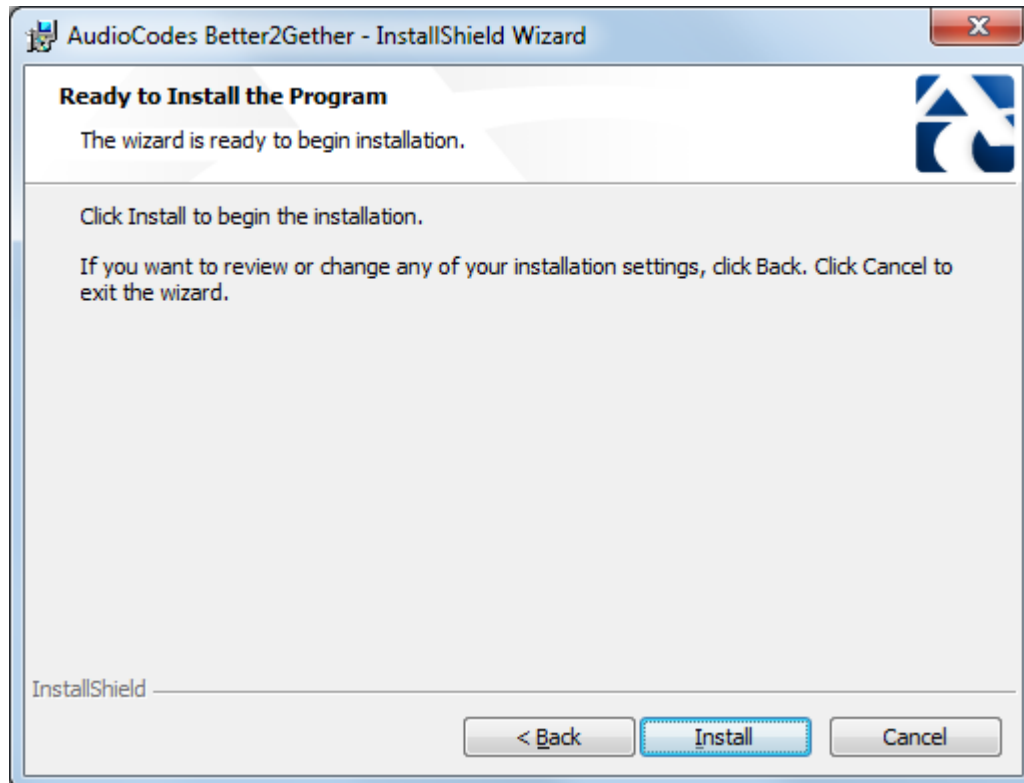 AudioCodes Better2Gether - InstallShield Wizard
Ready to Install the Program
The wizard is ready to begin installation.
Click Install to begin the installation.
If you want to review or change any of your installation settings, click Back. Click Cancel to
exit the wizard.
InstallShield
< Back
Install
Cancel